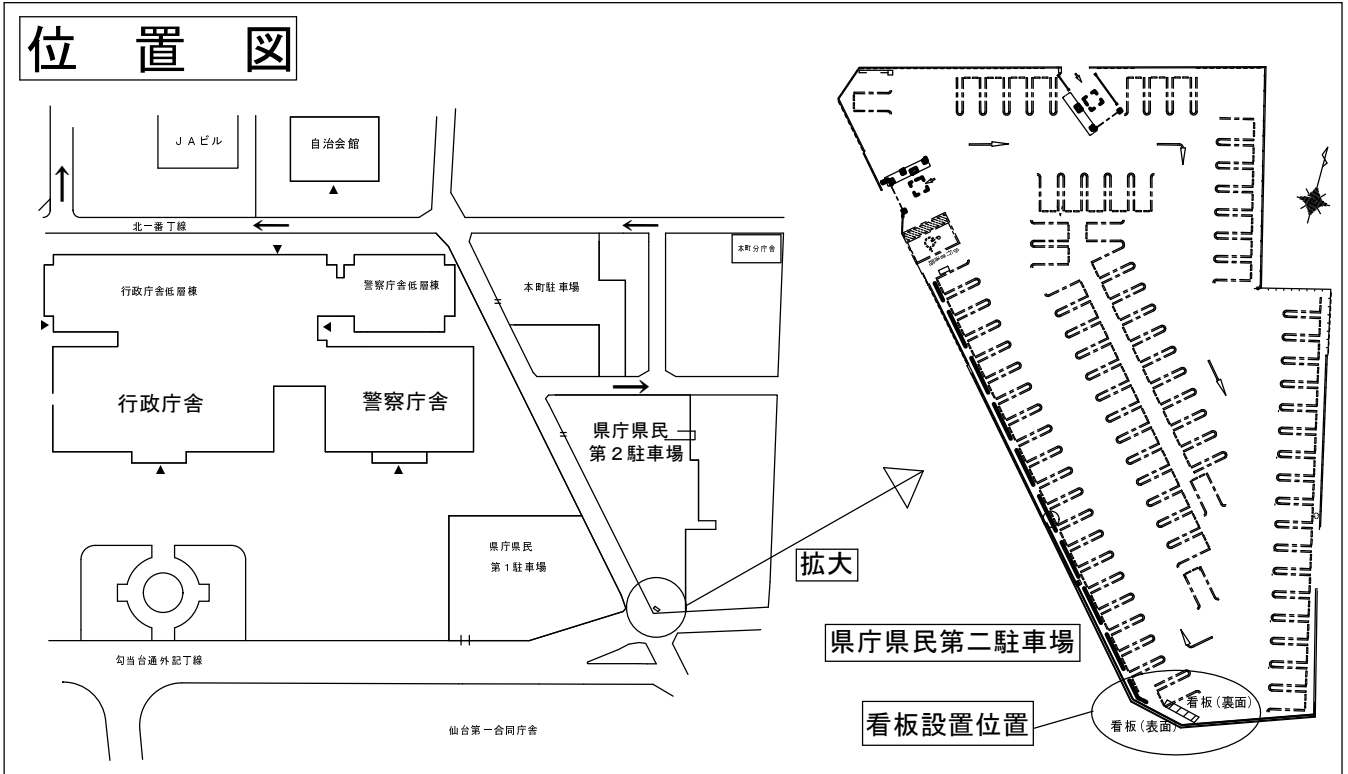 位置図
JAビル
自治会館
北一番丁線
本町分庁舎
行政庁舎低層棟
警察庁舎低層棟
本町駐車場
行政庁舎
警察庁舎
県庁県民
第2駐車場
県庁県民
第1駐車場
拡大
県庁県民第二駐車場
勾当台通外記丁線
仙台第一合同庁舎
看板設置位置
看板(裏面)
看板(表面)